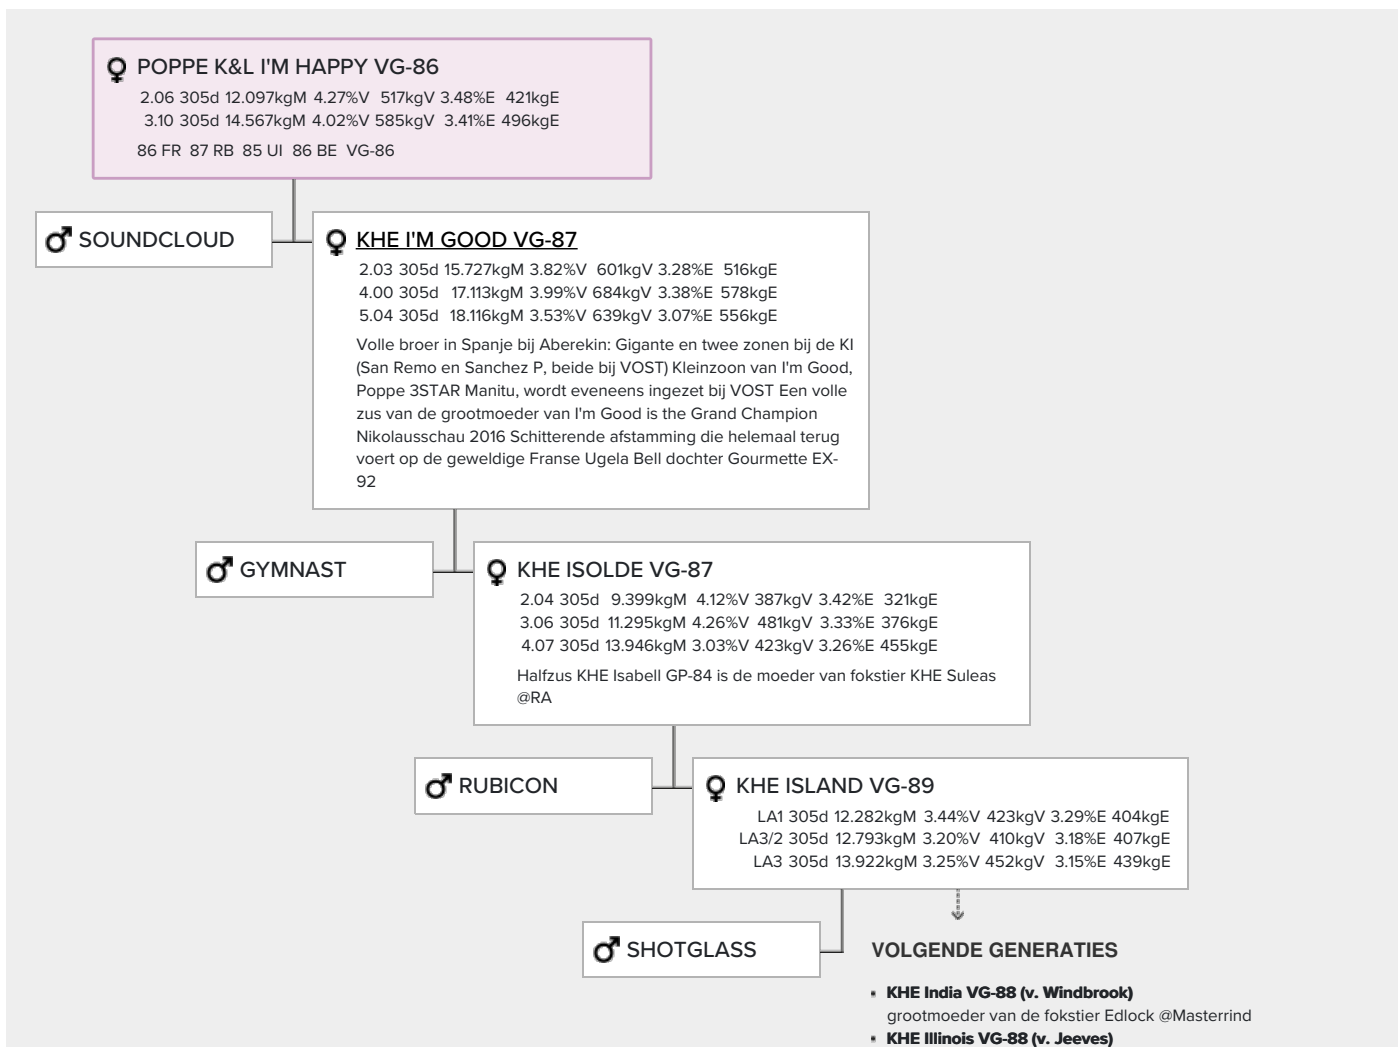 POPPE K&L I'M HAPPY VG-86
2.06 305d 12.097kgM 4.27%V 517kgV 3.48%E 421kgE
3.10 305d 14.567kgM 4.02%V 585kgV 3.41%E 496kgE
86 FR 87 RB 85 UI 86 BE VG-86
SOUNDCLOUD
KHE I'M GOOD VG-87
2.03 305d 15.727kgM 3.82%V 601kgV 3.28%E 516kgE
4.00 305d 17.113kgM 3.99%V 684kgV 3.38%E 578kgE
5.04 305d 18.116kgM 3.53%V 639kgV 3.07%E 556kgE
Volle broer in Spanje bij Aberekin: Gigante en twee zonen bij de KI
(San Remo en Sanchez P, beide bij VOST) Kleinzoon van I'm Good,
Poppe 3STAR Manitu, wordt eveneens ingezet bij VOST Een volle
zus van de grootmoeder van I'm Good is the Grand Champion
Nikolausschau 2016 Schitterende afstamming die helemaal terug
voert op de geweldige Franse Ugela Bell dochter Gourmette EX-
92
GYMNAST
KHE ISOLDE VG-87
2.04 305d 9.399kgM 4.12%V 387kgV 3.42%E 321kgE
3.06 305d 11.295kgM 4.26%V 481kgV 3.33%E 376kgE
4.07 305d 13.946kgM 3.03%V 423kgV 3.26%E 455kgE
Halfzus KHE Isabell GP-84 is de moeder van fokstier KHE Suleas
@RA
RUBICON
KHE ISLAND VG-89
LA1 305d 12.282kgM 3.44%V 423kgV 3.29%E 404kgE
LA3/2 305d 12.793kgM 3.20%V 410kgV 3.18%E 407kgE
LA3 305d 13.922kgM 3.25%V 452kgV 3.15%E 439kgE
SHOTGLASS
VOLGENDE GENERATIES
▪ KHE India VG-88 (v. Windbrook)
grootmoeder van de fokstier Edlock @Masterrind
▪ KHE Illinois VG-88 (v. Jeeves)